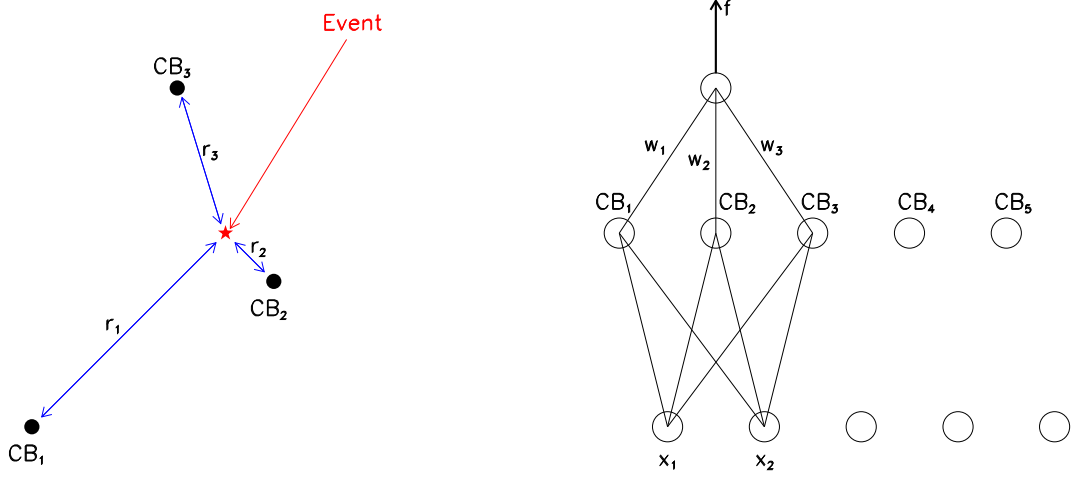 Event
CB₃
r₃
r₂
CB₂
r₁
CB₁
f
w₁
w₂
w₃
CB₁
CB₂
CB₃
CB₄
CB₅
x₁
x₂